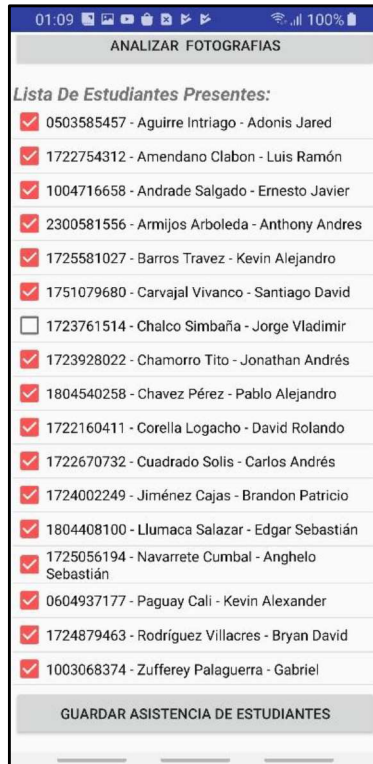 01:09 100%
ANALIZAR FOTOGRAFIAS
Lista De Estudiantes Presentes:
0503585457 - Aguirre Intriago - Adonis Jared
1722754312 - Amendano Clabon - Luis Ramón
1004716658 - Andrade Salgado - Ernesto Javier
2300581556 - Armijos Arboleda - Anthony Andres
1725581027 - Barros Travez - Kevin Alejandro
1751079680 - Carvajal Vivanco - Santiago David
1723761514 - Chalco Simbaña - Jorge Vladimir
1723928022 - Chamorro Tito - Jonathan Andrés
1804540258 - Chavez Pérez - Pablo Alejandro
1722160411 - Corella Logacho - David Rolando
1722670732 - Cuadrado Solis - Carlos Andrés
1724002249 - Jiménez Cajas - Brandon Patricio
1804408100 - Llumaca Salazar - Edgar Sebastián
1725056194 - Navarrete Cumbal - Anghelo
Sebastián
0604937177 - Paguay Cali - Kevin Alexander
1724879463 - Rodríguez Villacres - Bryan David
1003068374 - Zufferey Palaguerra - Gabriel
GUARDAR ASISTENCIA DE ESTUDIANTES